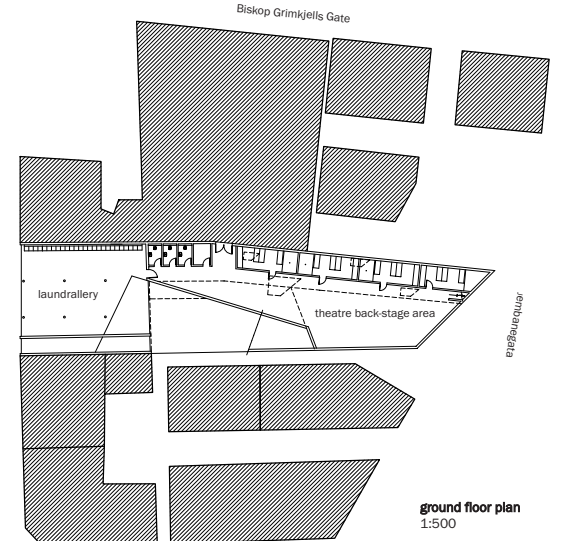 Biskop Grimkjells Gate
laundrallery
theatre back-stage area
Jernbanegata
ground floor plan
1:500